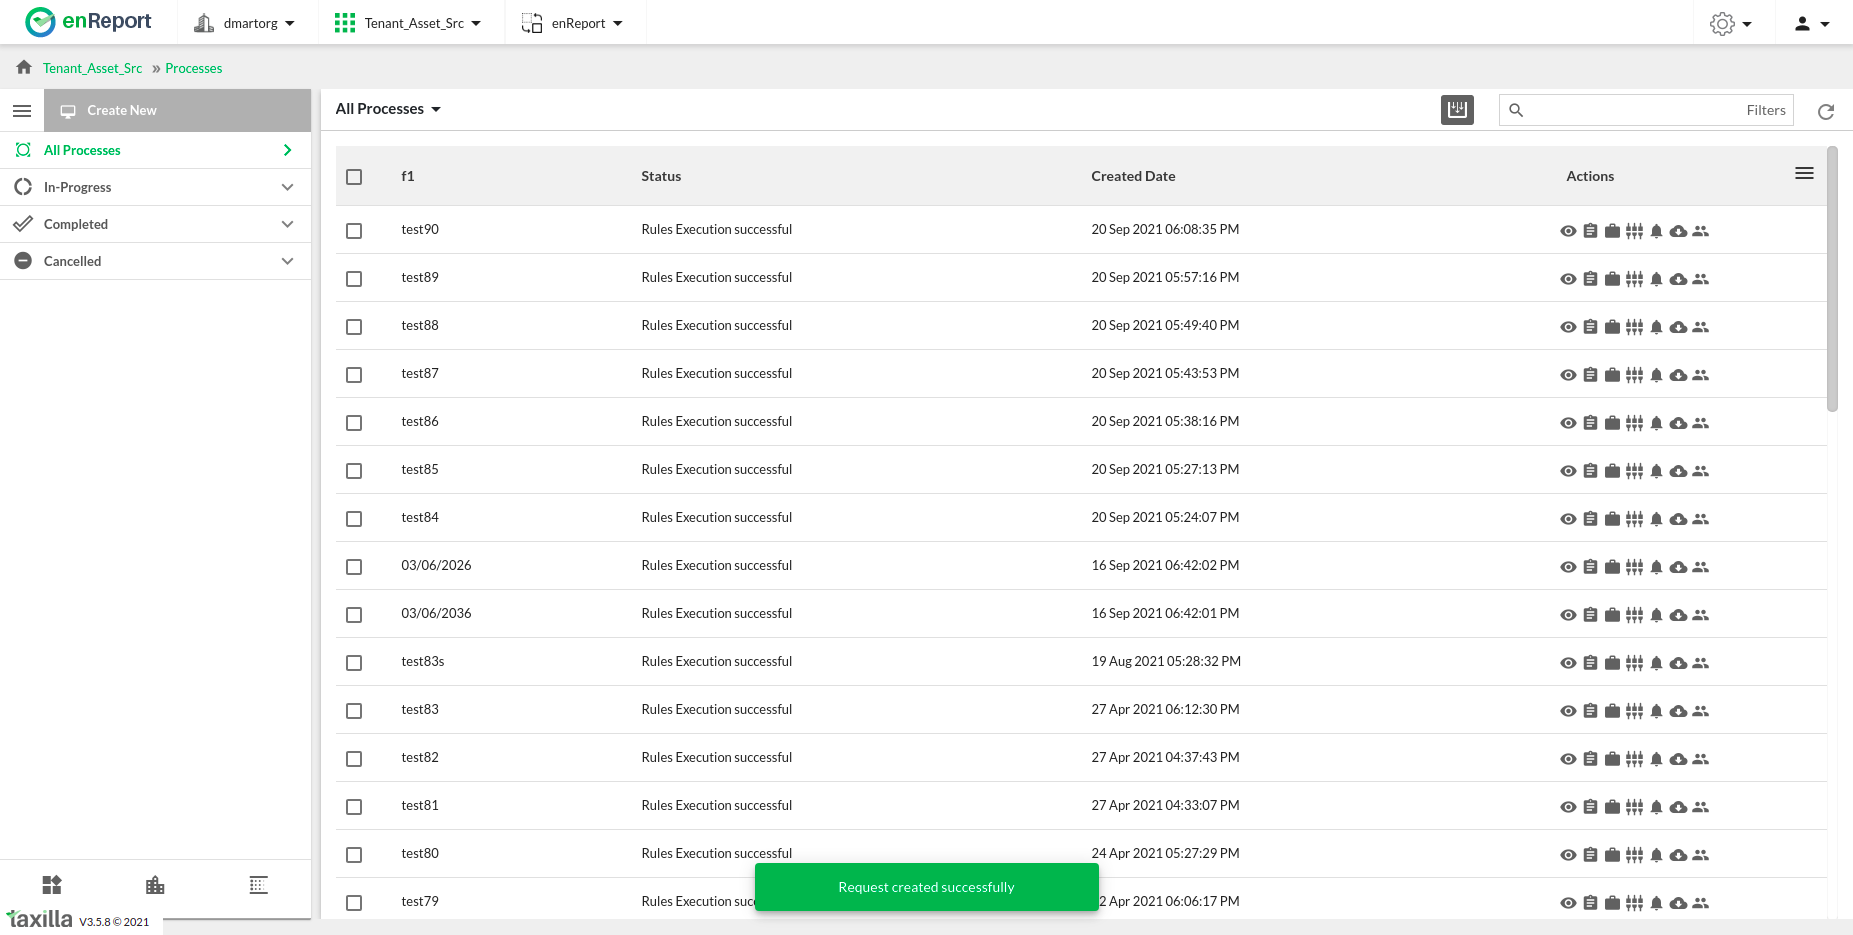 enReport dmartorg Tenant_Asset_Src enReport
Tenant_Asset_Src » Processes
Create New
All Processes
In-Progress
Completed
Cancelled
All Processes
Filters
f1 Status Created Date Actions
test90 Rules Execution successful 20 Sep 2021 06:08:35 PM
test89 Rules Execution successful 20 Sep 2021 05:57:16 PM
test88 Rules Execution successful 20 Sep 2021 05:49:40 PM
test87 Rules Execution successful 20 Sep 2021 05:43:53 PM
test86 Rules Execution successful 20 Sep 2021 05:38:16 PM
test85 Rules Execution successful 20 Sep 2021 05:27:13 PM
test84 Rules Execution successful 20 Sep 2021 05:24:07 PM
03/06/2026 Rules Execution successful 16 Sep 2021 06:42:02 PM
03/06/2036 Rules Execution successful 16 Sep 2021 06:42:01 PM
test83s Rules Execution successful 19 Aug 2021 05:28:32 PM
test83 Rules Execution successful 27 Apr 2021 06:12:30 PM
test82 Rules Execution successful 27 Apr 2021 04:37:43 PM
test81 Rules Execution successful 27 Apr 2021 04:33:07 PM
test80 Rules Execution successful 24 Apr 2021 05:27:29 PM
test79 Rules Execution succ 2 Apr 2021 06:06:17 PM
Request created successfully
taxilla V3.5.8 © 2021